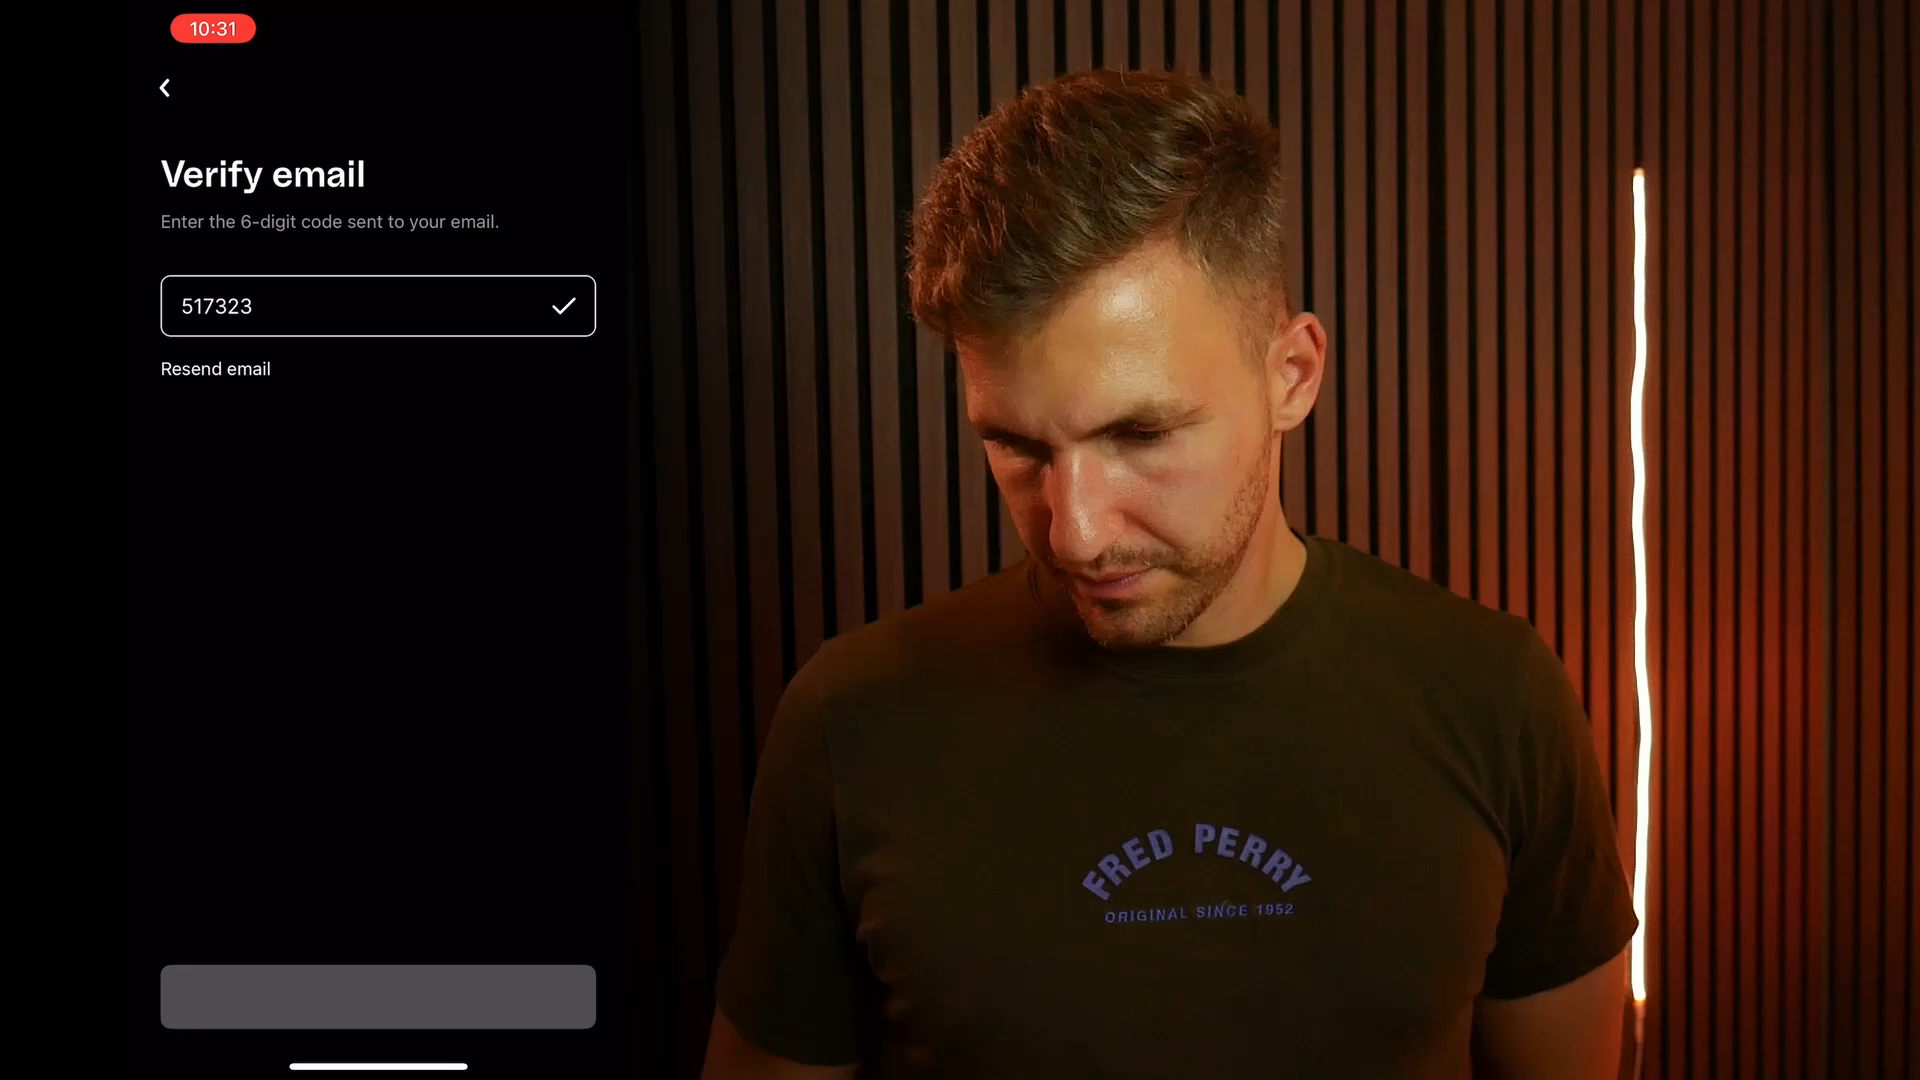 10:31
Verify email
Enter the 6-digit code sent to your email.
517323
Resend email
FRED PERRY
ORIGINAL SINCE 1952